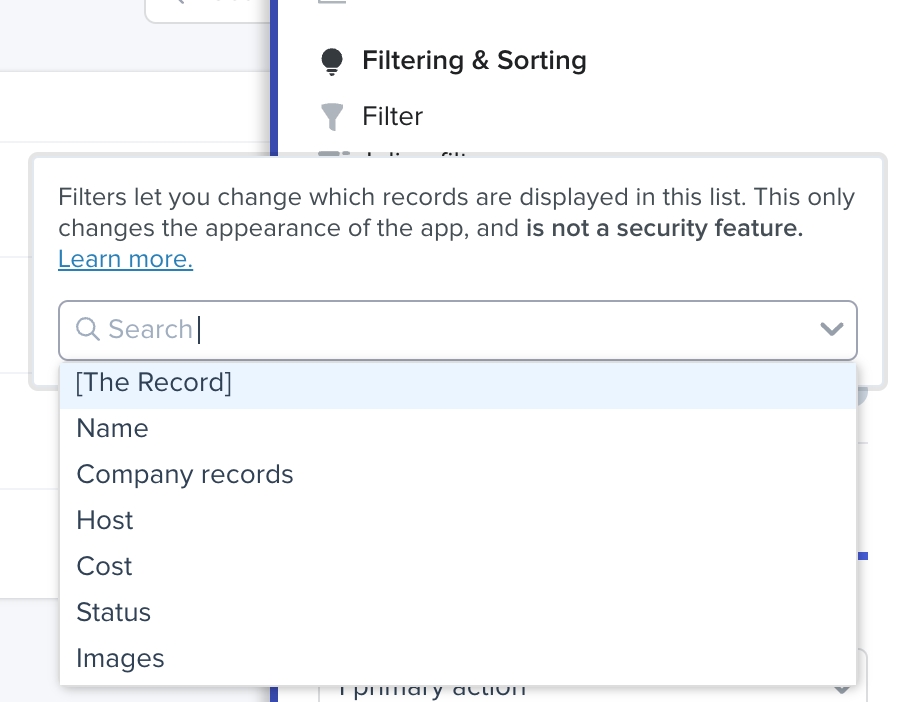 Filtering & Sorting
Filter
Filters let you change which records are displayed in this list. This only
changes the appearance of the app, and is not a security feature.
Learn more.
Search
[The Record]
Name
Company records
Host
Cost
Status
Images
1 primary action